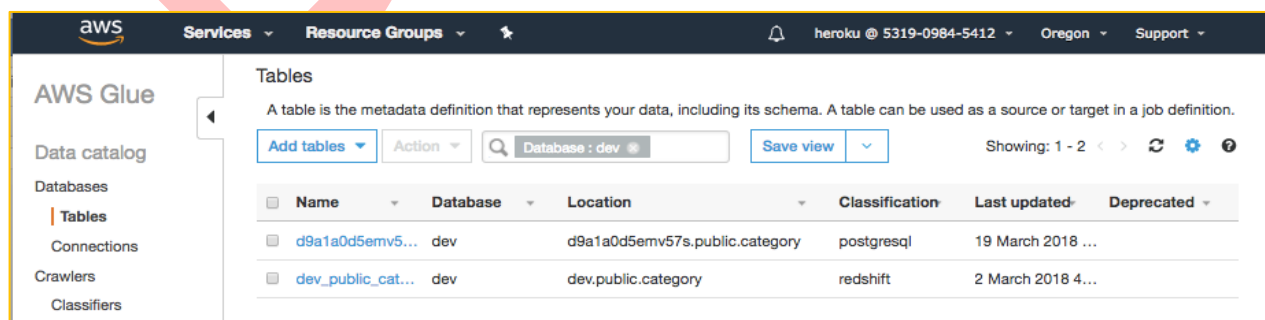 aws Services Resource Groups heroku @ 5319-0984-5412 Oregon Support
AWS Glue
Data catalog
Databases
Tables
Connections
Crawlers
Classifiers
Tables
A table is the metadata definition that represents your data, including its schema. A table can be used as a source or target in a job definition.
Add tables Action Database : dev Save view Showing: 1 - 2
Name Database Location Classification Last updated Deprecated
d9a1a0d5emv5... dev d9a1a0d5emv57s.public.category postgresql 19 March 2018 ...
dev_public_cat... dev dev.public.category redshift 2 March 2018 4...